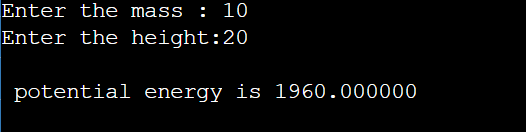 Enter the mass : 10
Enter the height:20
potential energy is 1960.000000